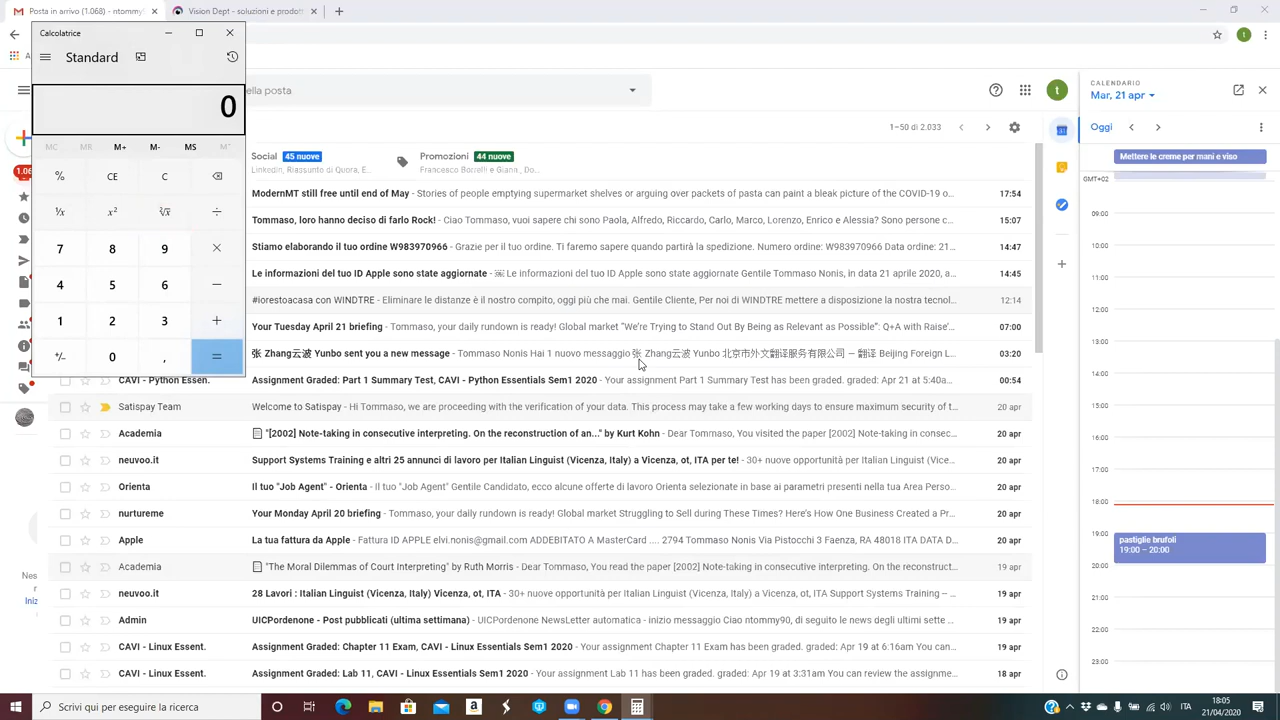 Posta in arrivo (1.068) - ntommy
Vision Dept - soluzioni e prodott
Calcolatrice
Standard
0
MC MR M+ M- MS M˅
% CE C
¹/x x² ²√x ÷
7 8 9 ×
4 5 6 −
1 2 3 +
+/- 0 , =
ella posta
1–50 di 2.033
Social 45 nuove
LinkedIn, Riassunto di Quora, E...
Promozioni 44 nuove
Francesco Borrelli e Gianni., Do...
ModernMT still free until end of May - Stories of people emptying supermarket shelves or arguing over packets of pasta can paint a bleak picture of the COVID-19 o... 17:54
Tommaso, loro hanno deciso di farlo Rock! - Ciao Tommaso, vuoi sapere chi sono Paola, Alfredo, Riccardo, Carlo, Marco, Lorenzo, Enrico e Alessia? Sono persone c... 15:07
Stiamo elaborando il tuo ordine W983970966 - Grazie per il tuo ordine. Ti faremo sapere quando partirà la spedizione. Numero ordine: W983970966 Data ordine: 21... 14:47
Le informazioni del tuo ID Apple sono state aggiornate - Le informazioni del tuo ID Apple sono state aggiornate Gentile Tommaso Nonis, in data 21 aprile 2020, a... 14:45
#iorestoacasa con WINDTRE - Eliminare le distanze è il nostro compito, oggi più che mai. Gentile Cliente, Per noi di WINDTRE mettere a disposizione la nostra tecnol... 12:14
Your Tuesday April 21 briefing - Tommaso, your daily rundown is ready! Global market “We're Trying to Stand Out By Being as Relevant as Possible”: Q+A with Raise'... 07:00
张 Zhang云波 Yunbo sent you a new message - Tommaso Nonis Hai 1 nuovo messaggio 张 Zhang云波 Yunbo 北京市外文翻译服务有限公司 — 翻译 Beijing Foreign L... 03:20
CAVI - Python Essen. Assignment Graded: Part 1 Summary Test, CAVI - Python Essentials Sem1 2020 - Your assignment Part 1 Summary Test has been graded. graded: Apr 21 at 5:40a... 00:54
Satispay Team Welcome to Satispay - Hi Tommaso, we are proceeding with the verification of your data. This process may take a few working days to ensure maximum security of t... 20 apr
Academia "[2002] Note-taking in consecutive interpreting. On the reconstruction of an..." by Kurt Kohn - Dear Tommaso, You visited the paper [2002] Note-taking in consec... 20 apr
neuvoo.it Support Systems Training e altri 25 annunci di lavoro per Italian Linguist (Vicenza, Italy) a Vicenza, ot, ITA per te! - 30+ nuove opportunità per Italian Linguist (Vice... 20 apr
Orienta Il tuo "Job Agent" - Orienta - Il tuo "Job Agent" Gentile Candidato, ecco alcune offerte di lavoro Orienta selezionate in base ai parametri presenti nella tua Area Perso... 20 apr
nurtureme Your Monday April 20 briefing - Tommaso, your daily rundown is ready! Global market Struggling to Sell during These Times? Here's How One Business Created a Pr... 20 apr
Apple La tua fattura da Apple - Fattura ID APPLE elvi.nonis@gmail.com ADDEBITATO A MasterCard .... 2794 Tommaso Nonis Via Pistocchi 3 Faenza, RA 48018 ITA DATA D... 20 apr
Academia "The Moral Dilemmas of Court Interpreting" by Ruth Morris - Dear Tommaso, You read the paper [2002] Note-taking in consecutive interpreting. On the reconstruct... 19 apr
neuvoo.it 28 Lavori : Italian Linguist (Vicenza, Italy) Vicenza, ot, ITA - 30+ nuove opportunità per Italian Linguist (Vicenza, Italy) a Vicenza, ot, ITA Support Systems Training – ... 19 apr
Admin UICPordenone - Post pubblicati (ultima settimana) - UICPordenone NewsLetter automatica - inizio messaggio Ciao ntommy90, di seguito le news degli ultimi sette ... 19 apr
CAVI - Linux Essent. Assignment Graded: Chapter 11 Exam, CAVI - Linux Essentials Sem1 2020 - Your assignment Chapter 11 Exam has been graded. graded: Apr 19 at 6:16am You can... 19 apr
CAVI - Linux Essent. Assignment Graded: Lab 11, CAVI - Linux Essentials Sem1 2020 - Your assignment Lab 11 has been graded. graded: Apr 19 at 3:31am You can review the assignme... 18 apr
1.06
Nes
Iniz
t
t
CALENDARIO
Mar, 21 apr
Oggi
Mettere le creme per mani e viso
GMT+02
09:00
10:00
11:00
12:00
13:00
14:00
15:00
16:00
17:00
18:00
19:00
pastiglie brufoli
19:00 – 20:00
20:00
21:00
22:00
23:00
Scrivi qui per eseguire la ricerca
ITA
18:05
21/04/2020